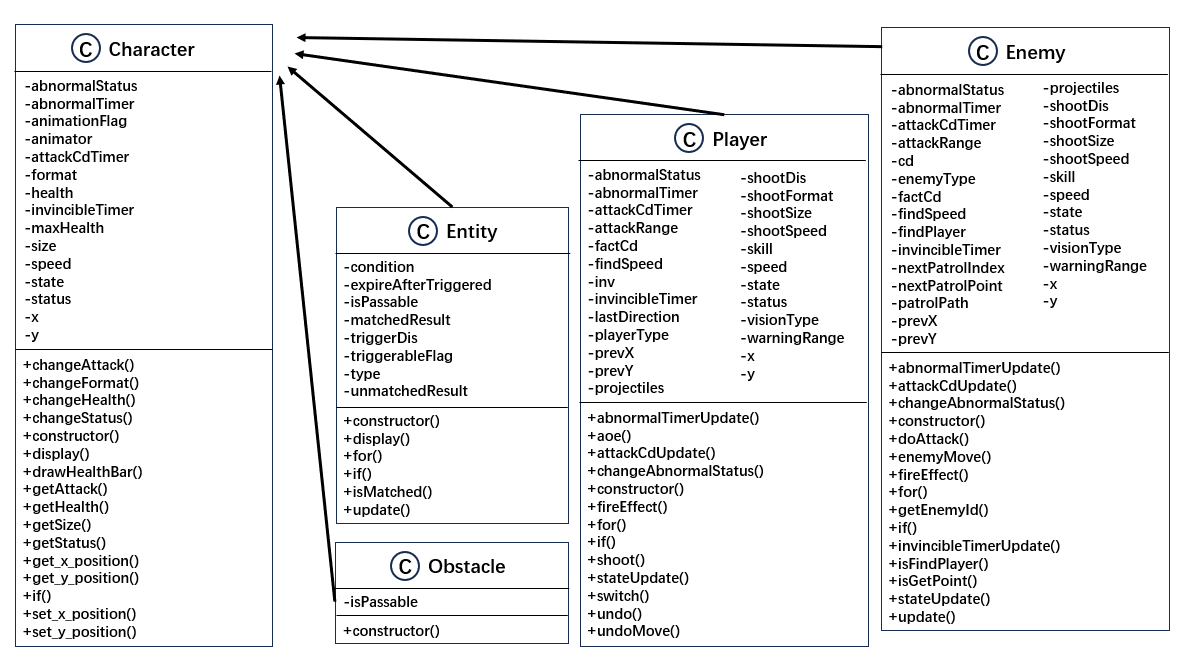 C Character
-abnormalStatus
-abnormalTimer
-animationFlag
-animator
-attackCdTimer
-format
-health
-invincibleTimer
-maxHealth
-size
-speed
-state
-status
-x
-y
+changeAttack()
+changeFormat()
+changeHealth()
+changeStatus()
+constructor()
+display()
+drawHealthBar()
+getAttack()
+getHealth()
+getSize()
+getStatus()
+get_x_position()
+get_y_position()
+if()
+set_x_position()
+set_y_position()
C Entity
-condition
-expireAfterTriggered
-isPassable
-matchedResult
-triggerDis
-triggerableFlag
-type
-unmatchedResult
+constructor()
+display()
+for()
+if()
+isMatched()
+update()
C Obstacle
-isPassable
+constructor()
C Player
-abnormalStatus
-abnormalTimer
-attackCdTimer
-attackRange
-factCd
-findSpeed
-inv
-invincibleTimer
-lastDirection
-playerType
-prevX
-prevY
-projectiles
-shootDis
-shootFormat
-shootSize
-shootSpeed
-skill
-speed
-state
-status
-visionType
-warningRange
-x
-y
+abnormalTimerUpdate()
+aoe()
+attackCdUpdate()
+changeAbnormalStatus()
+constructor()
+fireEffect()
+for()
+if()
+shoot()
+stateUpdate()
+switch()
+undo()
+undoMove()
C Enemy
-abnormalStatus
-abnormalTimer
-attackCdTimer
-attackRange
-cd
-enemyType
-factCd
-findSpeed
-findPlayer
-invincibleTimer
-nextPatrolIndex
-nextPatrolPoint
-patrolPath
-prevX
-prevY
-projectiles
-shootDis
-shootFormat
-shootSize
-shootSpeed
-skill
-speed
-state
-status
-visionType
-warningRange
-x
-y
+abnormalTimerUpdate()
+attackCdUpdate()
+changeAbnormalStatus()
+constructor()
+doAttack()
+enemyMove()
+fireEffect()
+for()
+getEnemyId()
+if()
+invincibleTimerUpdate()
+isFindPlayer()
+isGetPoint()
+stateUpdate()
+update()